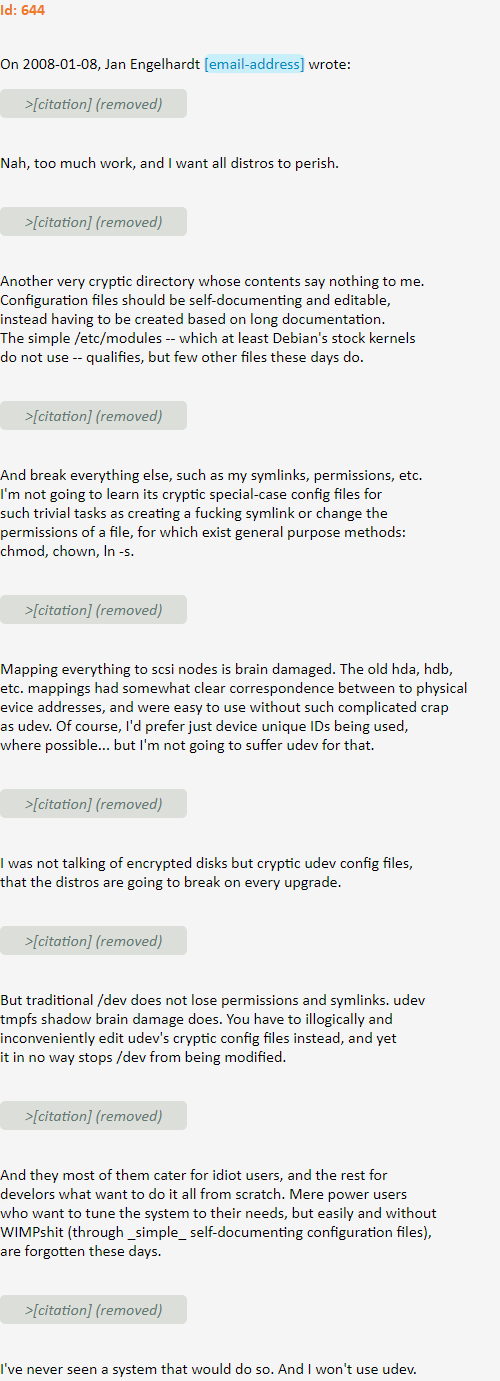 Id: 644
On 2008-01-08, Jan Engelhardt [email-address] wrote:
>[citation] (removed)
Nah, too much work, and I want all distros to perish.
>[citation] (removed)
Another very cryptic directory whose contents say nothing to me.
Configuration files should be self-documenting and editable,
instead having to be created based on long documentation.
The simple /etc/modules -- which at least Debian's stock kernels
do not use -- qualifies, but few other files these days do.
>[citation] (removed)
And break everything else, such as my symlinks, permissions, etc.
I'm not going to learn its cryptic special-case config files for
such trivial tasks as creating a fucking symlink or change the
permissions of a file, for which exist general purpose methods:
chmod, chown, ln -s.
>[citation] (removed)
Mapping everything to scsi nodes is brain damaged. The old hda, hdb,
etc. mappings had somewhat clear correspondence between to physical
evice addresses, and were easy to use without such complicated crap
as udev. Of course, I'd prefer just device unique IDs being used,
where possible... but I'm not going to suffer udev for that.
>[citation] (removed)
I was not talking of encrypted disks but cryptic udev config files,
that the distros are going to break on every upgrade.
>[citation] (removed)
But traditional /dev does not lose permissions and symlinks. udev
tmpfs shadow brain damage does. You have to illogically and
inconveniently edit udev's cryptic config files instead, and yet
it in no way stops /dev from being modified.
>[citation] (removed)
And they most of them cater for idiot users, and the rest for
develors what want to do it all from scratch. Mere power users
who want to tune the system to their needs, but easily and without
WIMPshit (through _simple_ self-documenting configuration files),
are forgotten these days.
>[citation] (removed)
I've never seen a system that would do so. And I won't use udev.